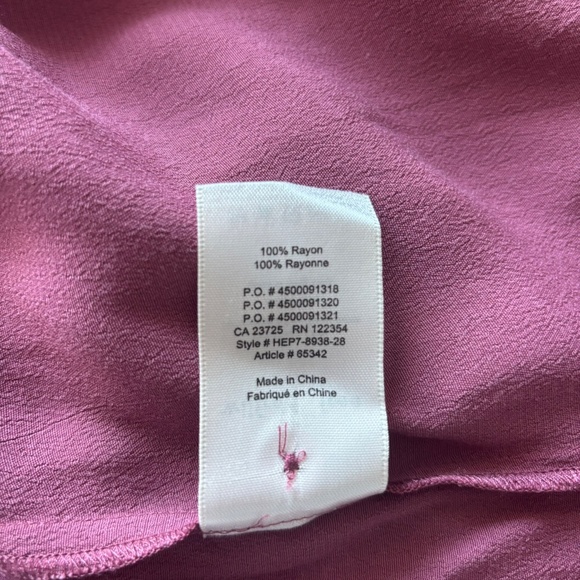 100% Rayon
100% Rayonne
P.O. # 4500091318
P.O. # 4500091320
P.O. # 4500091321
CA 23725 RN 122354
Style # HEP7-8938-28
Article # 65342
Made in China
Fabriqué en Chine